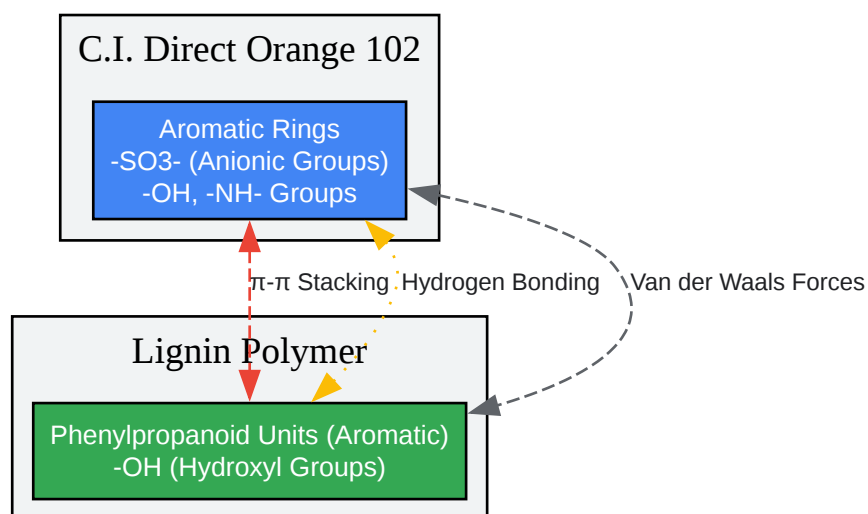 C.I. Direct Orange 102
Aromatic Rings
-SO3- (Anionic Groups)
-OH, -NH- Groups
π-π Stacking
Hydrogen Bonding
Van der Waals Forces
Lignin Polymer
Phenylpropanoid Units (Aromatic)
-OH (Hydroxyl Groups)